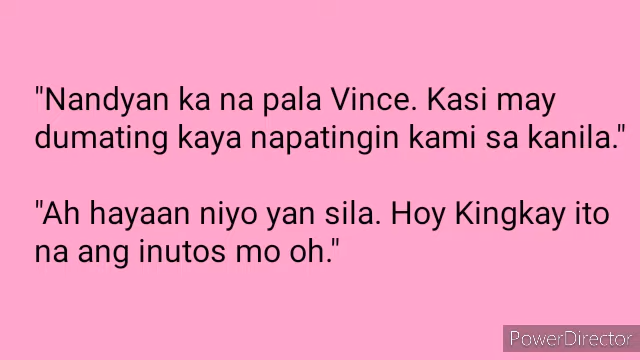 "Nandyan ka na pala Vince. Kasi may
dumating kaya napatingin kami sa kanila."
"Ah hayaan niyo yan sila. Hoy Kingkay ito
na ang inutos mo oh."
PowerDirector